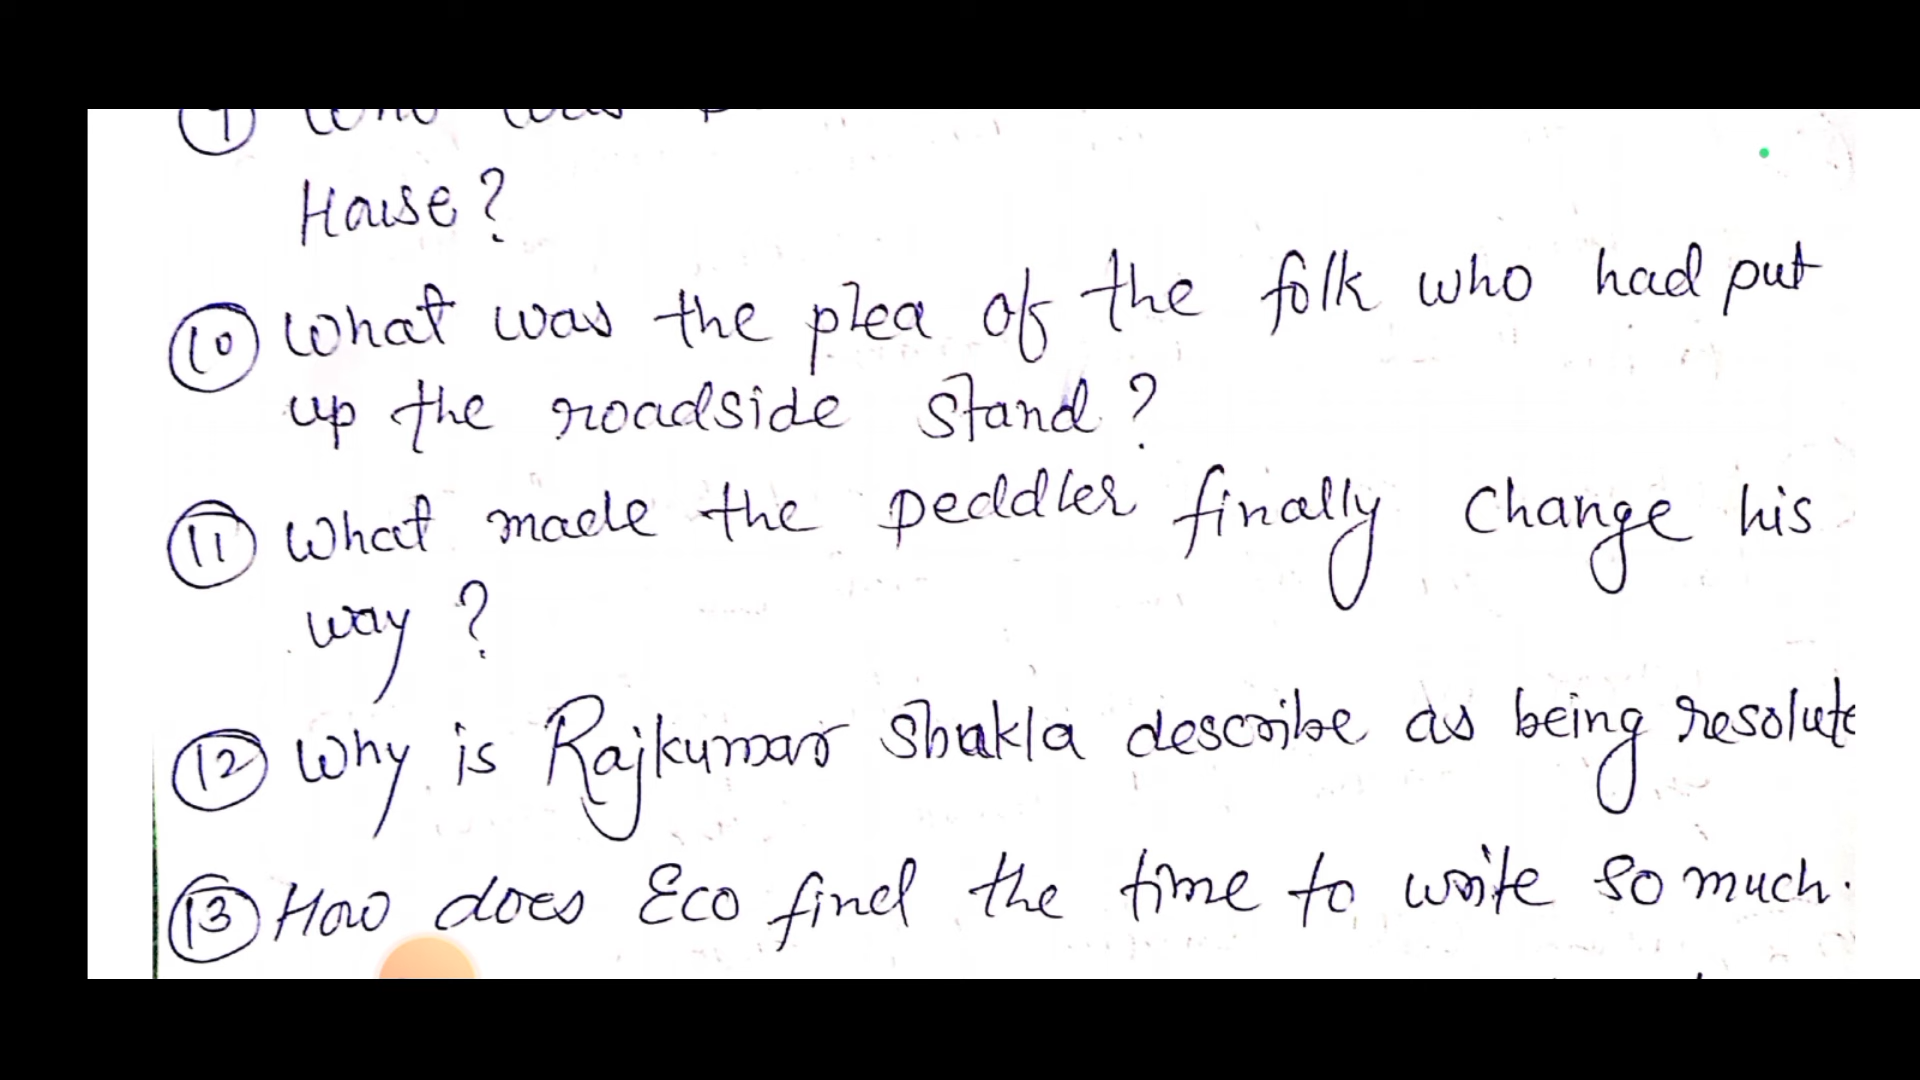 House?
10 What was the plea of the folk who had put
up the roadside stand?
11 What made the peddler finally change his
way?
12 Why is Rajkumar Shukla describe as being resolute
13 How does Eco find the time to write so much.